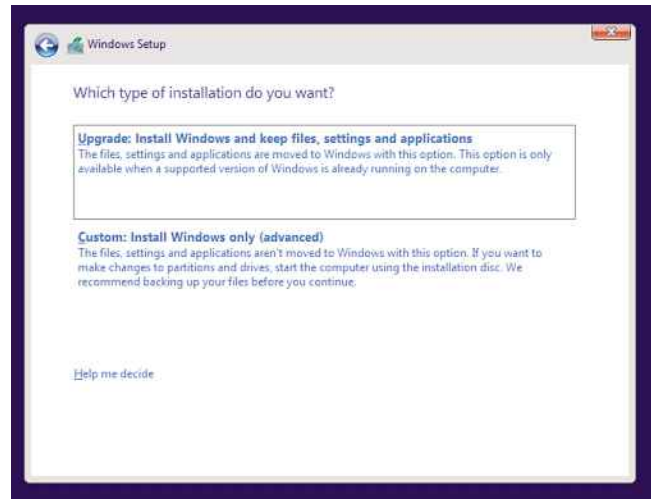 Windows Setup
Which type of installation do you want?
Upgrade: Install Windows and keep files, settings and applications
The files, settings and applications are moved to Windows with this option. This option is only
available when a supported version of Windows is already running on the computer.
Custom: Install Windows only (advanced)
The files, settings and applications aren't moved to Windows with this option. If you want to
make changes to partitions and drives, start the computer using the installation disc. We
recommend backing up your files before you continue.
Help me decide